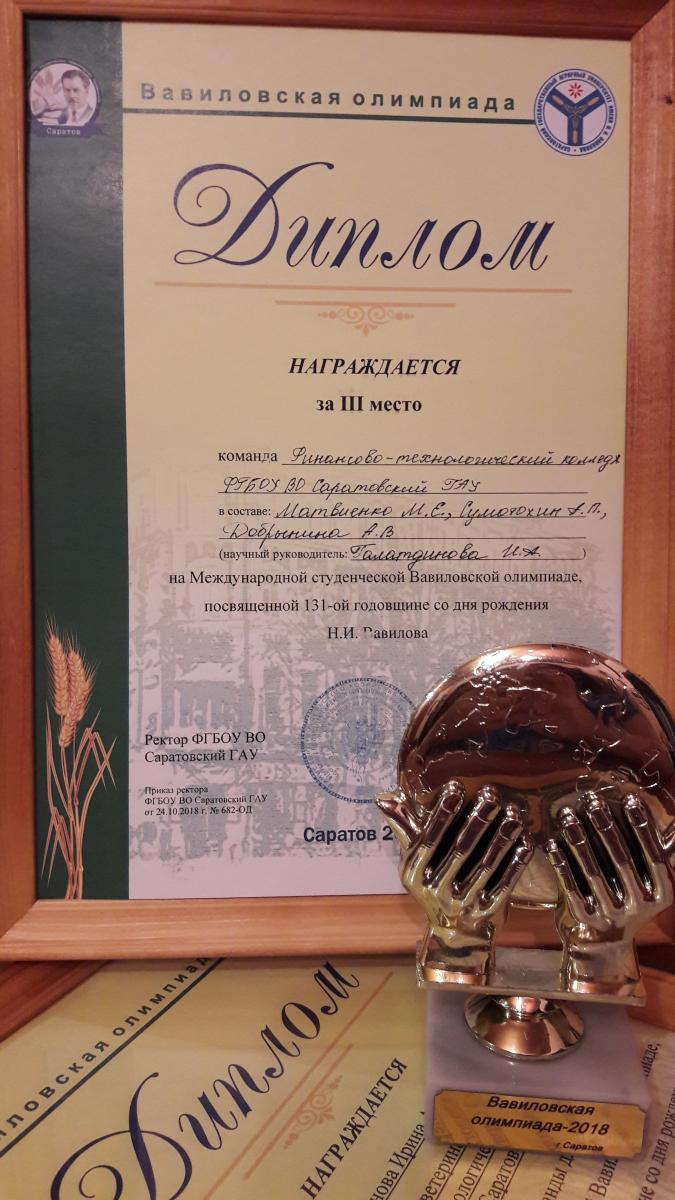 Вавиловская олимпиада
Саратов
Диплом
НАГРАЖДАЕТСЯ
за III место
команда Финансово-технологический колледж
ФГБОУ ВО Саратовский ГАУ
в составе: Матвиенко М.Е., Сумотохин А.П.,
Добрынина А.В
(научный руководитель: Галатдинова И.А. )
на Международной студенческой Вавиловской олимпиаде,
посвященной 131-ой годовщине со дня рождения
Н.И. Вавилова
Ректор ФГБОУ ВО
Саратовский ГАУ
Приказ ректора
ФГБОУ ВО Саратовский ГАУ
от 24.10.2018 г. № 682-ОД
Саратов 2
Диплом
НАГРАЖДАЕТСЯ
Ирина
Вавиловская
олимпиада-2018
г.Саратов